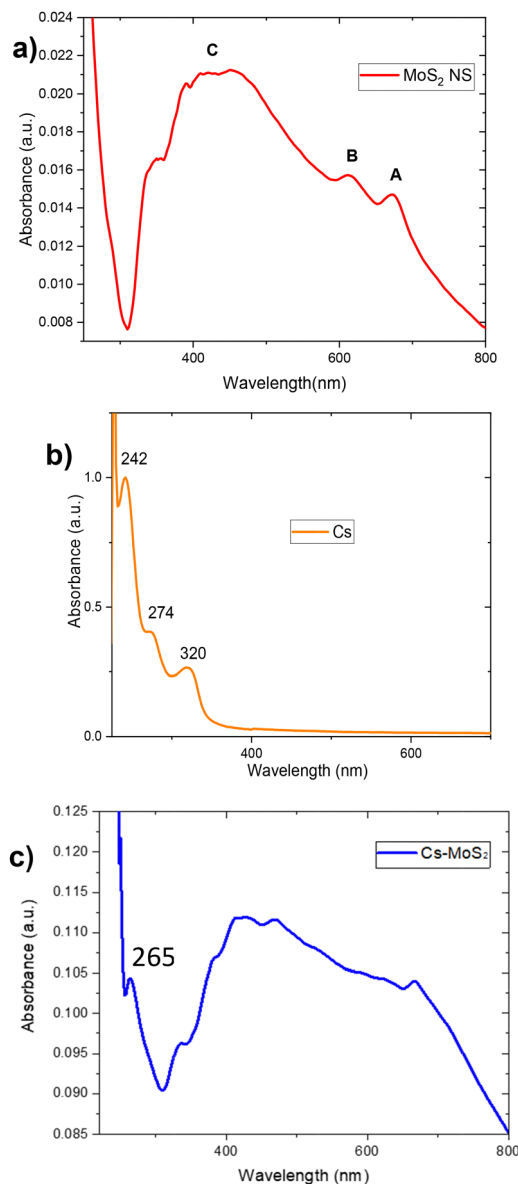 a)
0.024
0.022
0.020
0.018
0.016
0.014
0.012
0.010
0.008
Absorbance (a.u.)
C
B
A
MoS₂ NS
400
600
800
Wavelength(nm)
b)
1.0
0.5
0.0
Absorbance (a.u.)
242
274
320
Cs
400
600
Wavelength (nm)
c)
0.125
0.120
0.115
0.110
0.105
0.100
0.095
0.090
0.085
Absorbance (a.u.)
265
Cs-MoS₂
400
600
800
Wavelength (nm)